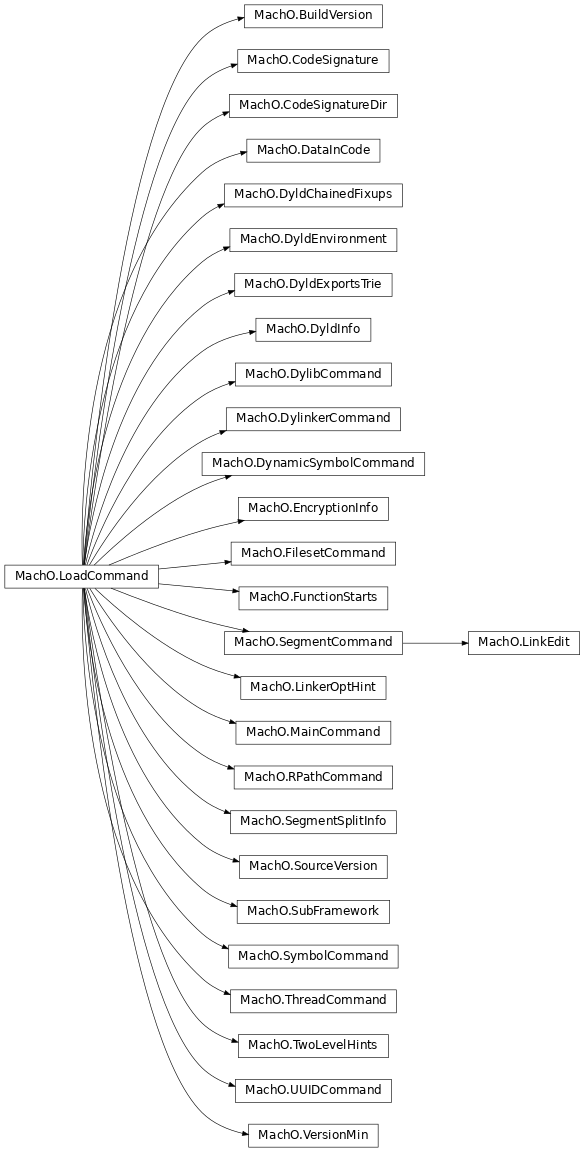 MachO.BuildVersion
MachO.CodeSignature
MachO.CodeSignatureDir
MachO.DataInCode
MachO.DyldChainedFixups
MachO.DyldEnvironment
MachO.DyldExportsTrie
MachO.DyldInfo
MachO.DylibCommand
MachO.DylinkerCommand
MachO.DynamicSymbolCommand
MachO.EncryptionInfo
MachO.FilesetCommand
MachO.LoadCommand
MachO.FunctionStarts
MachO.SegmentCommand
MachO.LinkEdit
MachO.LinkerOptHint
MachO.MainCommand
MachO.RPathCommand
MachO.SegmentSplitInfo
MachO.SourceVersion
MachO.SubFramework
MachO.SymbolCommand
MachO.ThreadCommand
MachO.TwoLevelHints
MachO.UUIDCommand
MachO.VersionMin